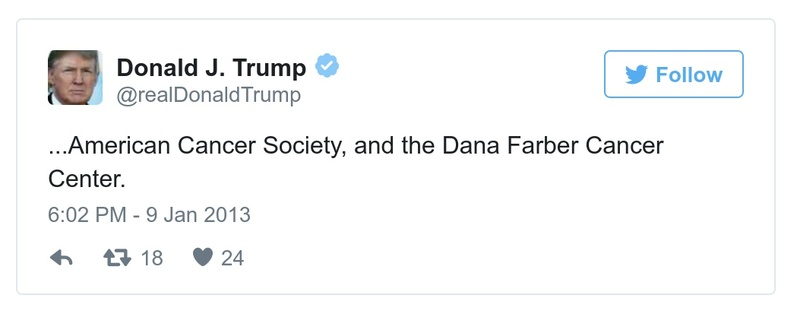 Donald J. Trump
@realDonaldTrump
Follow
...American Cancer Society, and the Dana Farber Cancer
Center.
6:02 PM - 9 Jan 2013
18 24